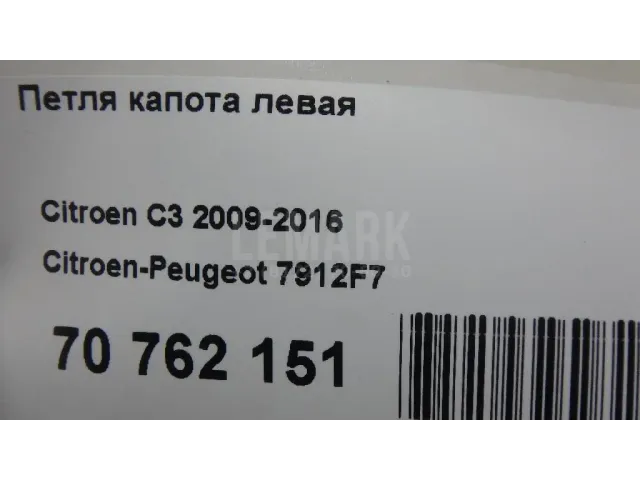 Петля капота левая
Citroen C3 2009-2016
LEMARK
Citroen-Peugeot 7912F7
70 762 151